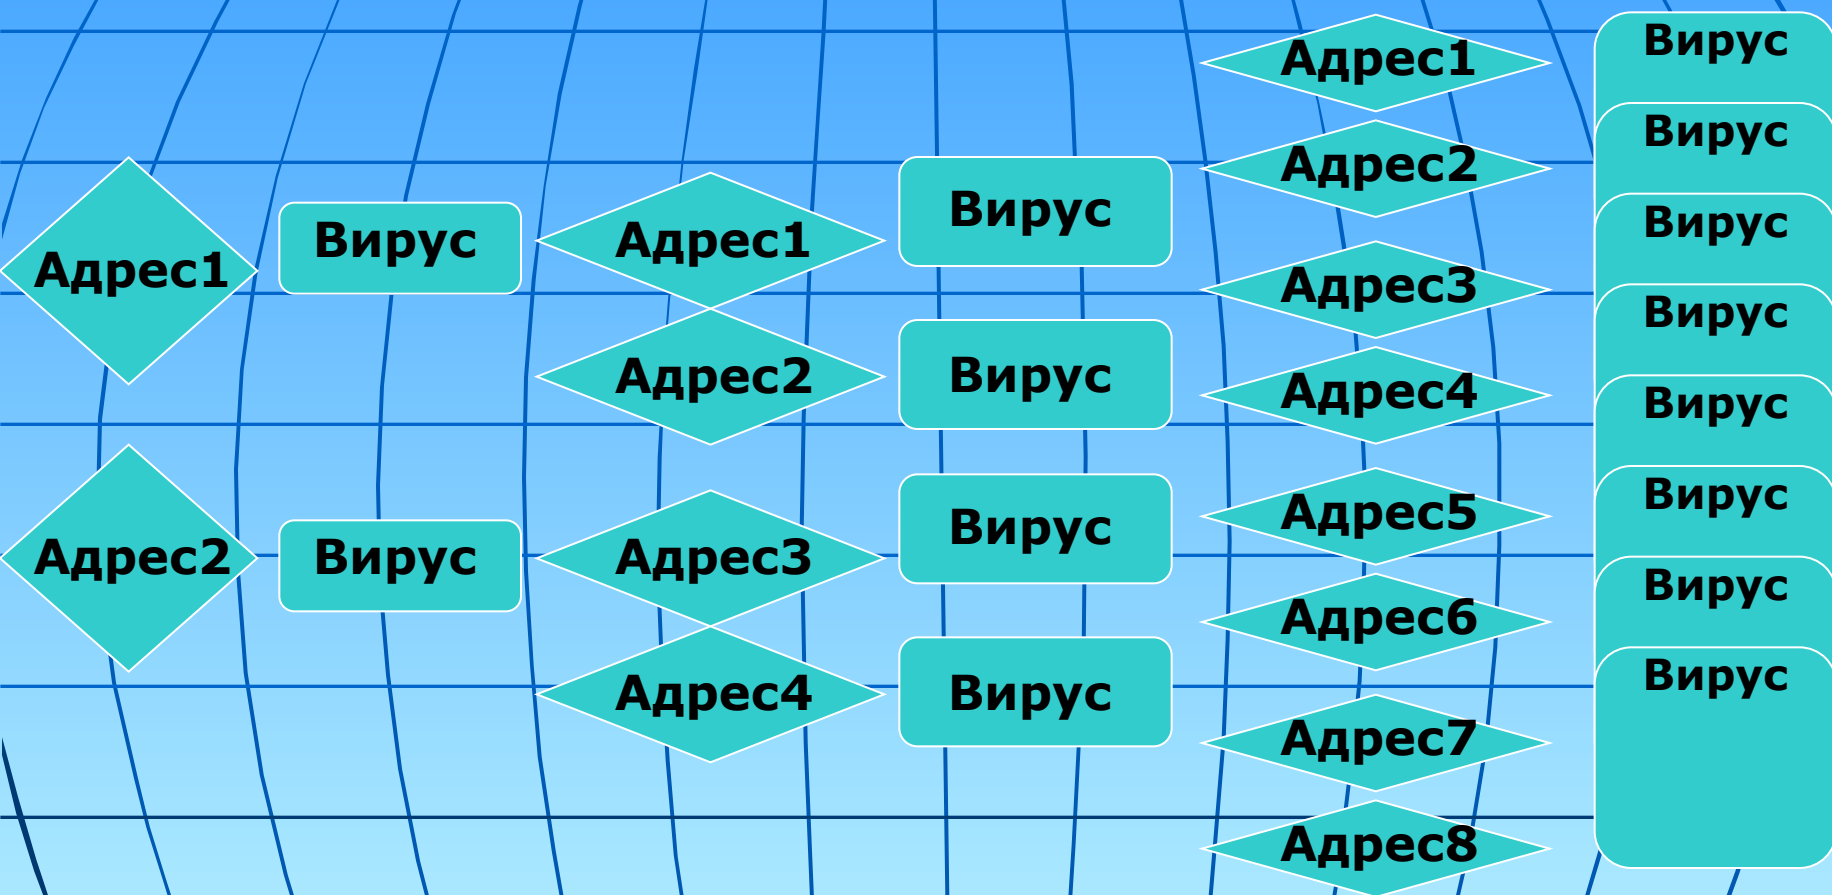 Адрес1
Адрес2
Вирус
Вирус
Адрес1
Адрес2
Адрес3
Адрес4
Вирус
Вирус
Вирус
Вирус
Адрес1
Адрес2
Адрес3
Адрес4
Адрес5
Адрес6
Адрес7
Адрес8
Вирус
Вирус
Вирус
Вирус
Вирус
Вирус
Вирус
Вирус